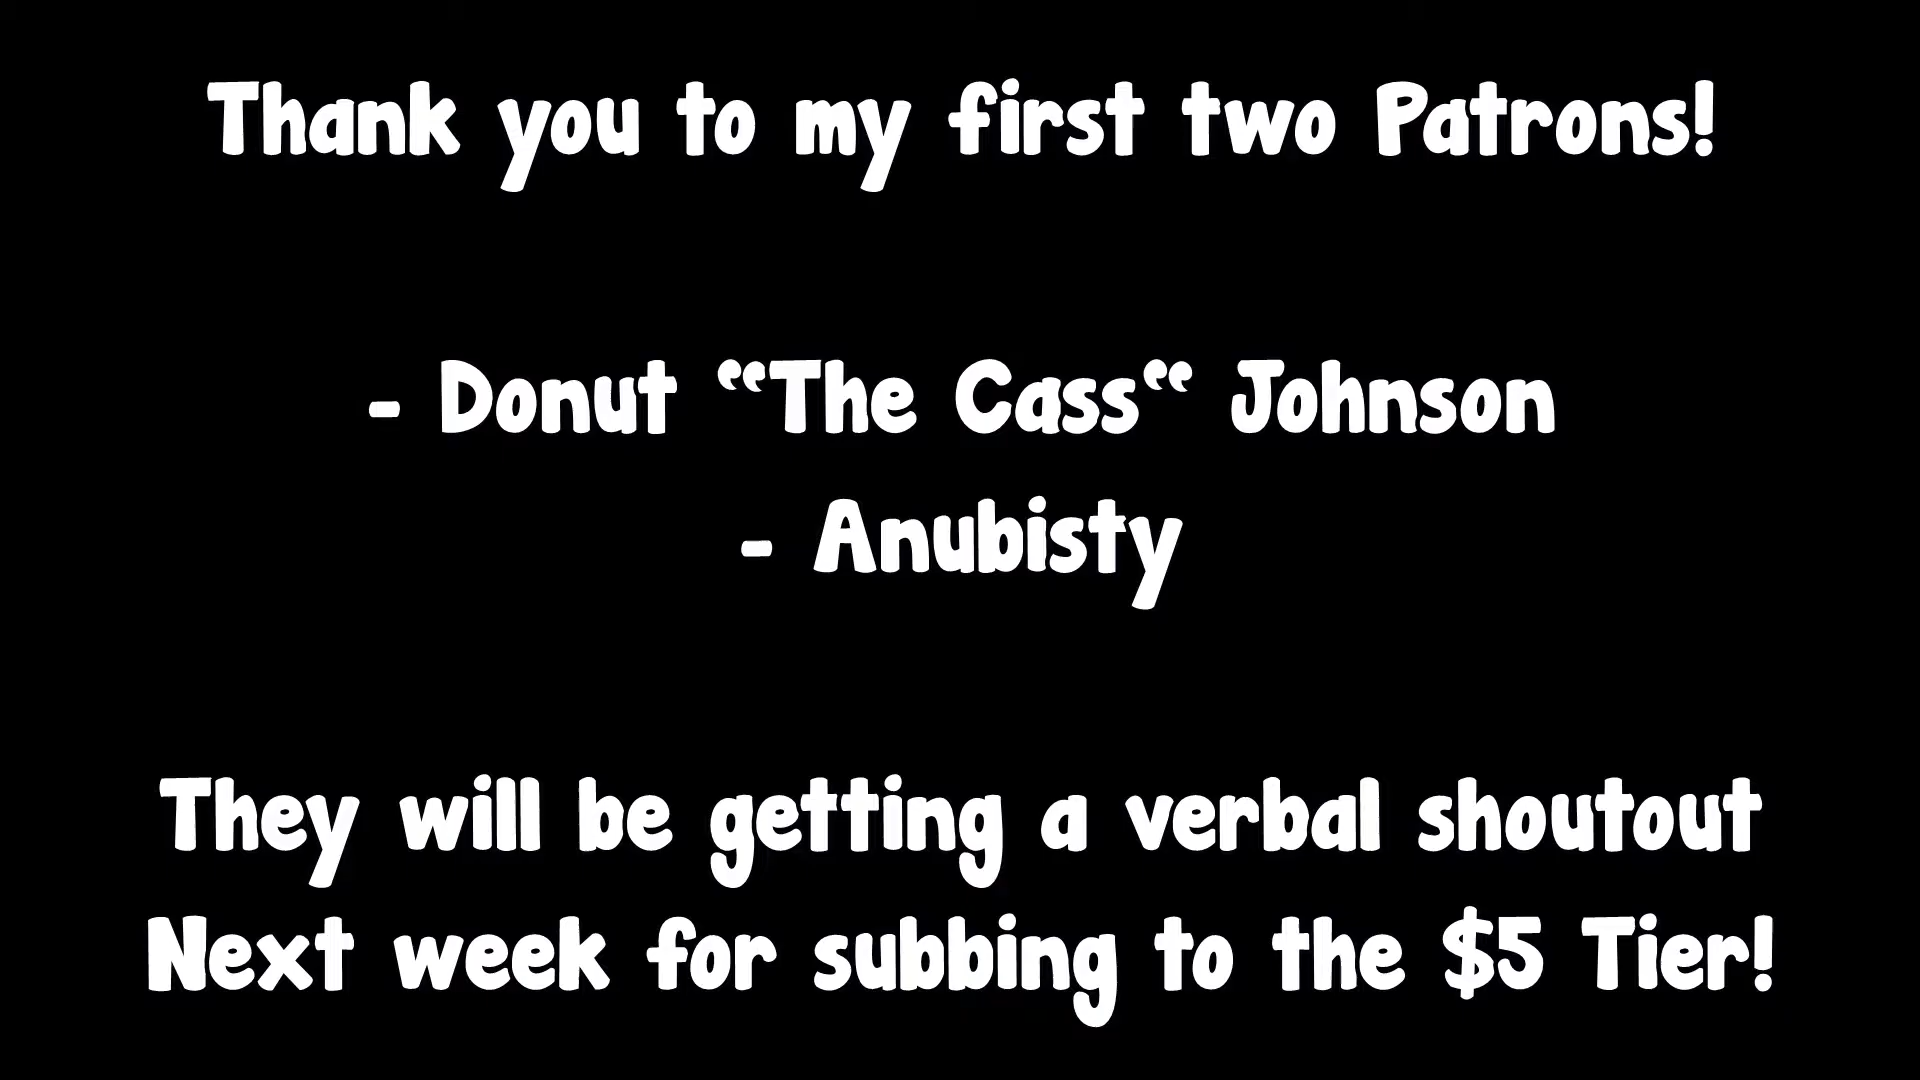 Thank you to my first two Patrons!
- Donut “The Cass“ Johnson
- Anubisty
They will be getting a verbal shoutout
Next week for subbing to the $5 Tier!